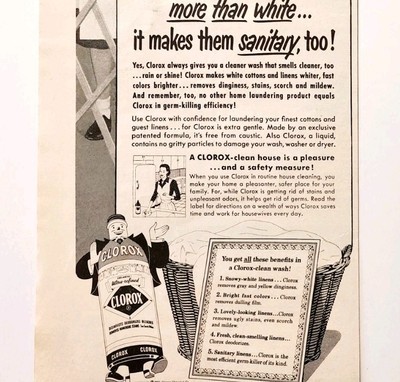 more than white...
it makes them sanitary, too!
Yes, Clorox always gives you a cleaner wash that smells cleaner, too
...rain or shine! Clorox makes white cottons and linens whiter, fast
colors brighter...removes dinginess, stains, scorch and mildew.
And remember, too, no other home laundering product equals
Clorox in germ-killing efficiency!
Use Clorox with confidence for laundering your finest cottons and
guest linens...for Clorox is extra gentle. Made by an exclusive
patented formula, it's free from caustic. Also Clorox, a liquid,
contains no gritty particles to damage your wash, washer or dryer.
A CLOROX-clean house is a pleasure
...and a safety measure!
When you use Clorox in routine house cleaning, you
make your home a pleasanter, safer place for your
family. For, while Clorox is getting rid of stains and
unpleasant odors, it helps get rid of germs. Read the
label for directions on a wealth of ways Clorox saves
time and work for housewives every day.
CLOROX
Ultra-refined
CLOROX
CLOROX
CLOROX
You get all these benefits in
a Clorox-clean wash!
1. Snowy-white linens...Clorox
removes gray and yellow dinginess.
2. Bright fast colors...Clorox
removes dulling film.
3. Lovely-looking linens...Clorox
removes ugly stains, even scorch
and mildew.
4. Fresh, clean-smelling linens...
Clorox deodorizes.
5. Sanitary linens...Clorox is the
most efficient germ-killer of its kind.